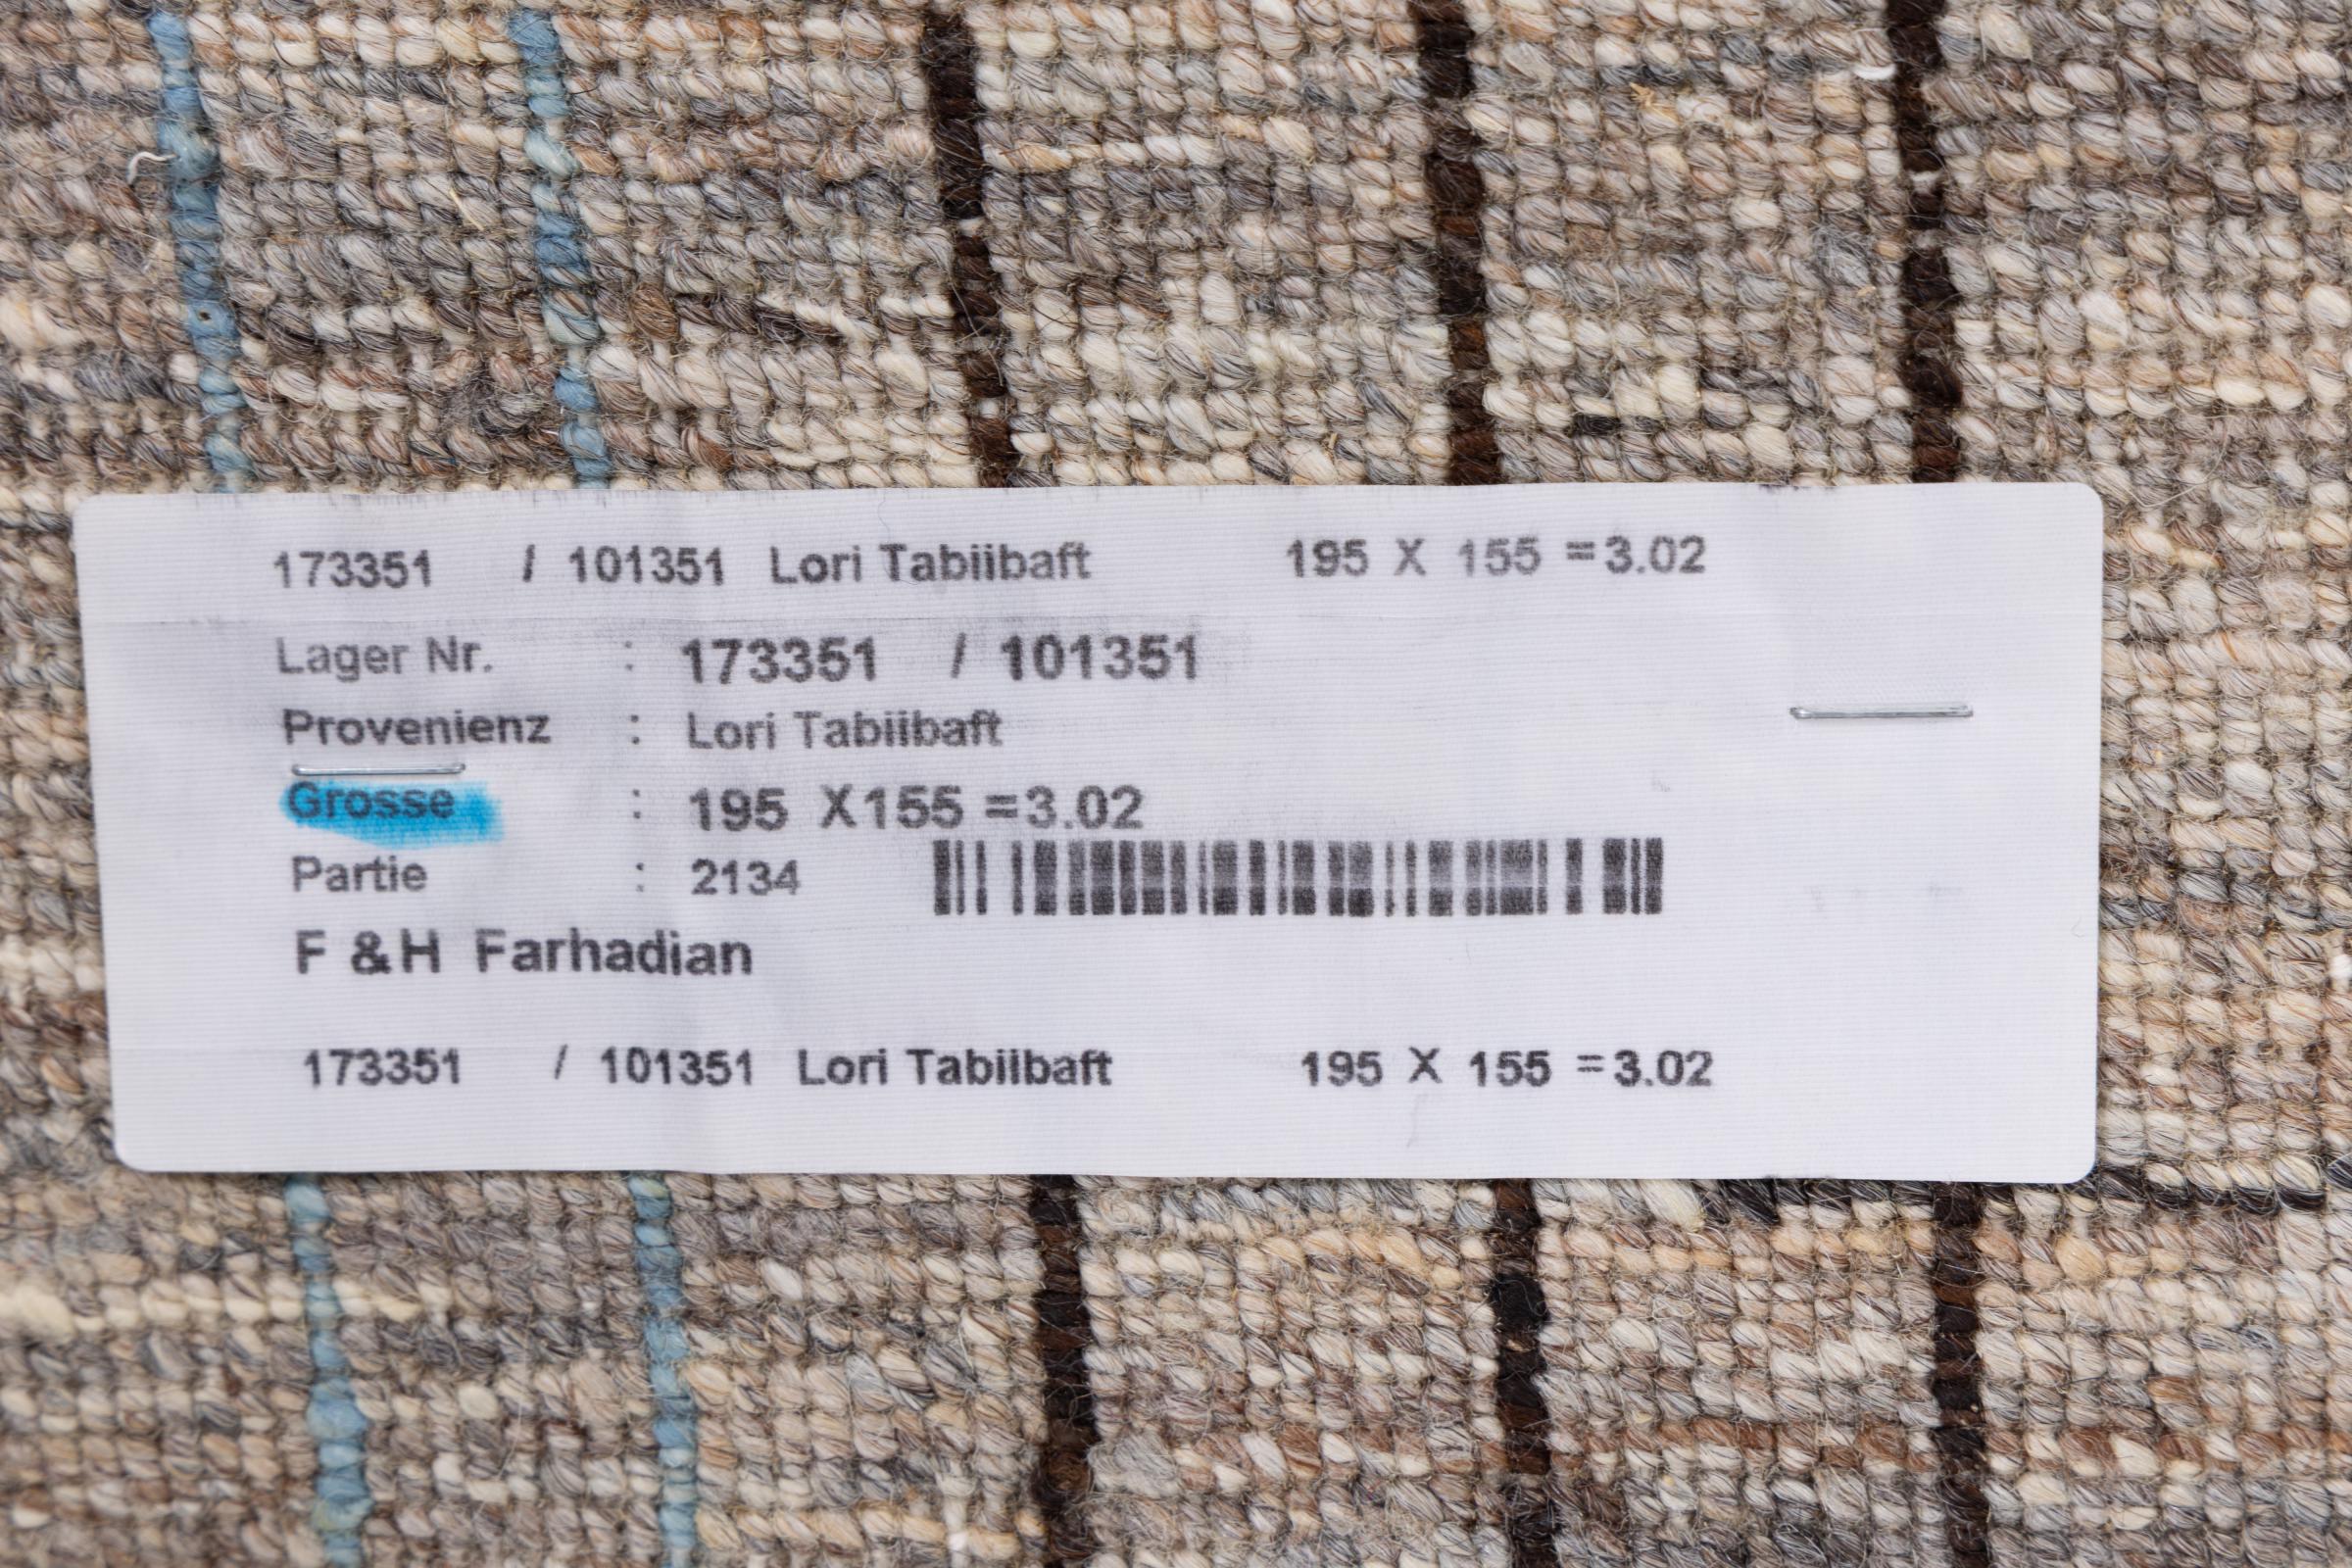 173351 / 101351 Lori Tabiibaft 195 X 155 =3.02
Lager Nr. : 173351 / 101351
Provenienz : Lori Tabiibaft
Grosse : 195 X155 =3.02
Partie : 2134
F &H Farhadian
173351 / 101351 Lori Tabiibaft 195 X 155 =3.02